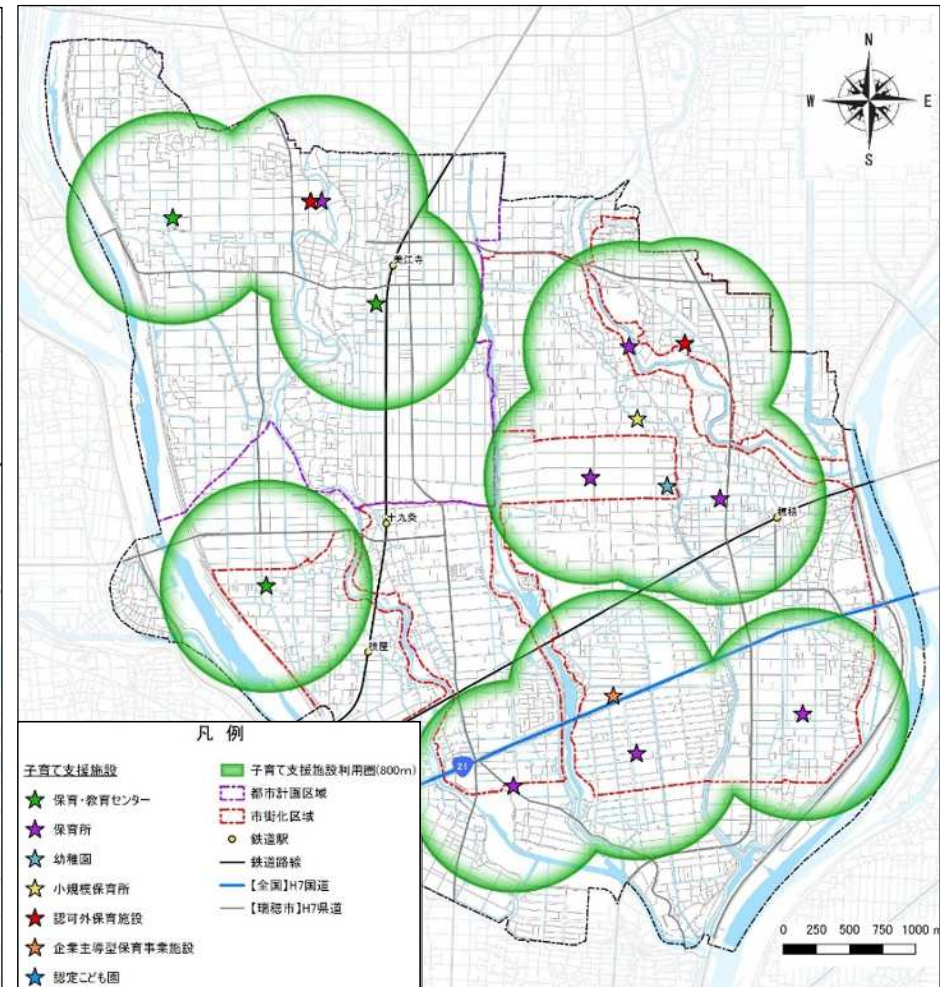 N
W
E
S
美江寺
十九条
穂積
横屋
21
凡 例
子育て支援施設
保育・教育センター
保育所
幼稚園
小規模保育所
認可外保育施設
企業主導型保育事業施設
認定こども園
子育て支援施設利用圏(800m)
都市計画区域
市街化区域
鉄道駅
鉄道路線
【全国】H7国道
【瑞穂市】H7県道
0 250 500 750 1000 m